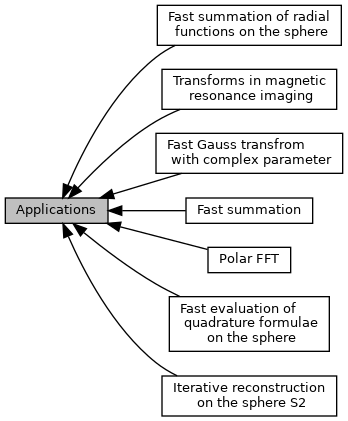 Fast summation of radial
functions on the sphere
Transforms in magnetic
resonance imaging
Fast Gauss transfrom
with complex parameter
Applications
Fast summation
Polar FFT
Fast evaluation of
quadrature formulae
on the sphere
Iterative reconstruction
on the sphere S2